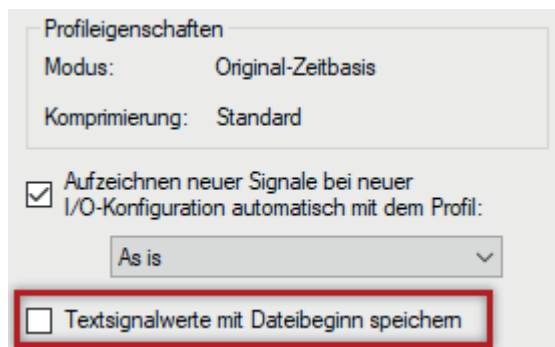 Profileigenschaften
Modus: Original-Zeitbasis
Komprimierung: Standard
Aufzeichnen neuer Signale bei neuer
I/O-Konfiguration automatisch mit dem Profil:
As is
Textsignalwerte mit Dateibeginn speichern